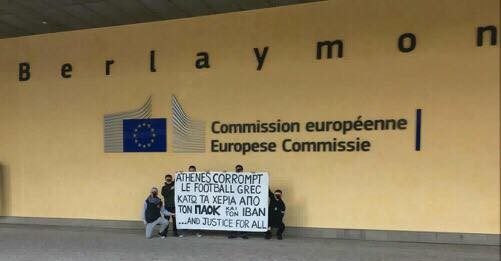 Berlaymon
Commission européenne
Europese Commissie
ATHENES CORROMPT
LE FOOTBALL GREC
ΚΑΤΩ ΤΑ ΧΕΡΙΑ ΑΠΟ
ΤΟΝ ΠΑΟΚ ΚΑΙ ΤΟΝ ΙΒΑΝ
...AND JUSTICE FOR ALL